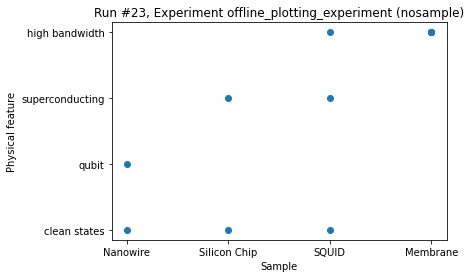 Run #23, Experiment offline_plotting_experiment (nosample)
high bandwidth
superconducting
qubit
clean states
Physical feature
Nanowire
Silicon Chip
SQUID
Membrane
Sample